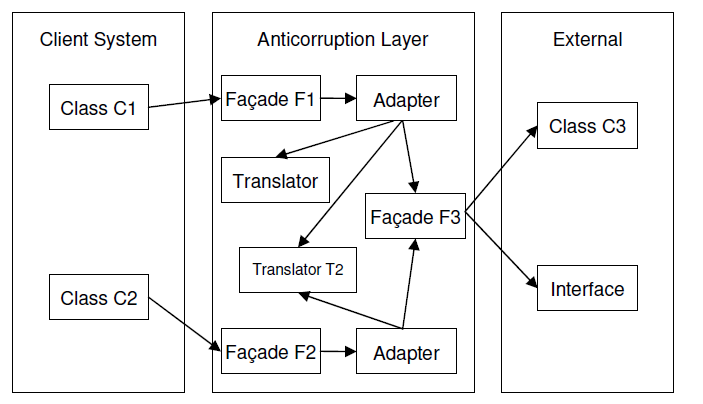 Client System
Anticorruption Layer
External
Class C1
Façade F1
Adapter
Class C3
Translator
Façade F3
Translator T2
Class C2
Interface
Façade F2
Adapter